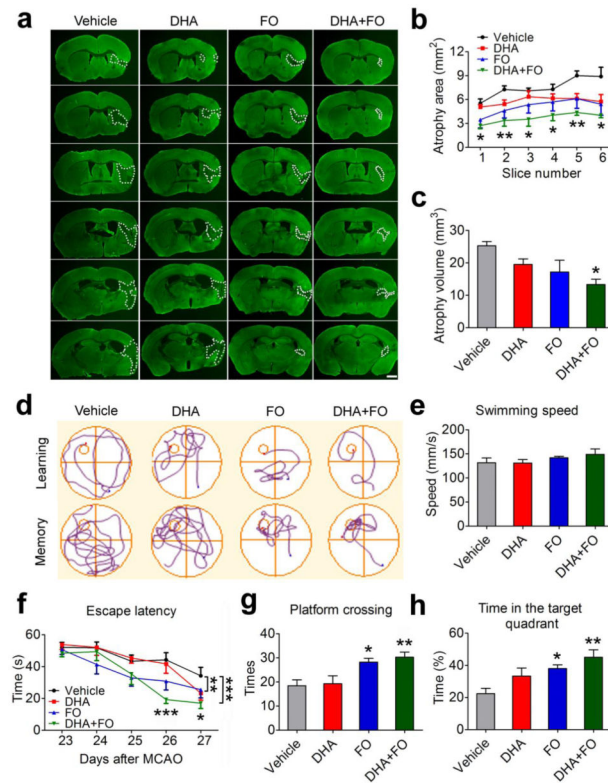 a
Vehicle DHA FO DHA+FO
b
Vehicle
DHA
FO
DHA+FO
Atrophy area (mm²)
12
9
6
3
0
* ** * * ** *
1 2 3 4 5 6
Slice number
c
Atrophy volume (mm³)
30
20
10
0
*
Vehicle DHA FO DHA+FO
d
Vehicle DHA FO DHA+FO
Learning
Memory
e
Swimming speed
Speed (mm/s)
200
150
100
50
0
Vehicle DHA FO DHA+FO
f
Escape latency
Time (s)
60
40
20
0
Vehicle
DHA
FO
DHA+FO
*** *
**
***
23 24 25 26 27
Days after MCAO
g
Platform crossing
Times
40
30
20
10
0
* **
Vehicle DHA FO DHA+FO
h
Time in the target
quadrant
Time (%)
60
40
20
0
* **
Vehicle DHA FO DHA+FO